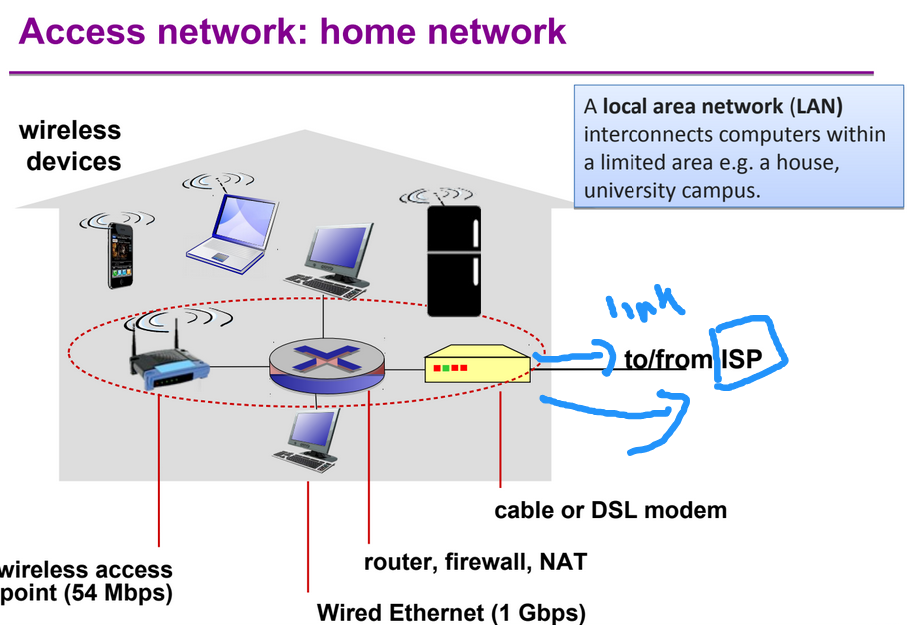 Access network: home network
A local area network (LAN)
interconnects computers within
a limited area e.g. a house,
university campus.
wireless
devices
link
to/from ISP
cable or DSL modem
router, firewall, NAT
wireless access
point (54 Mbps)
Wired Ethernet (1 Gbps)